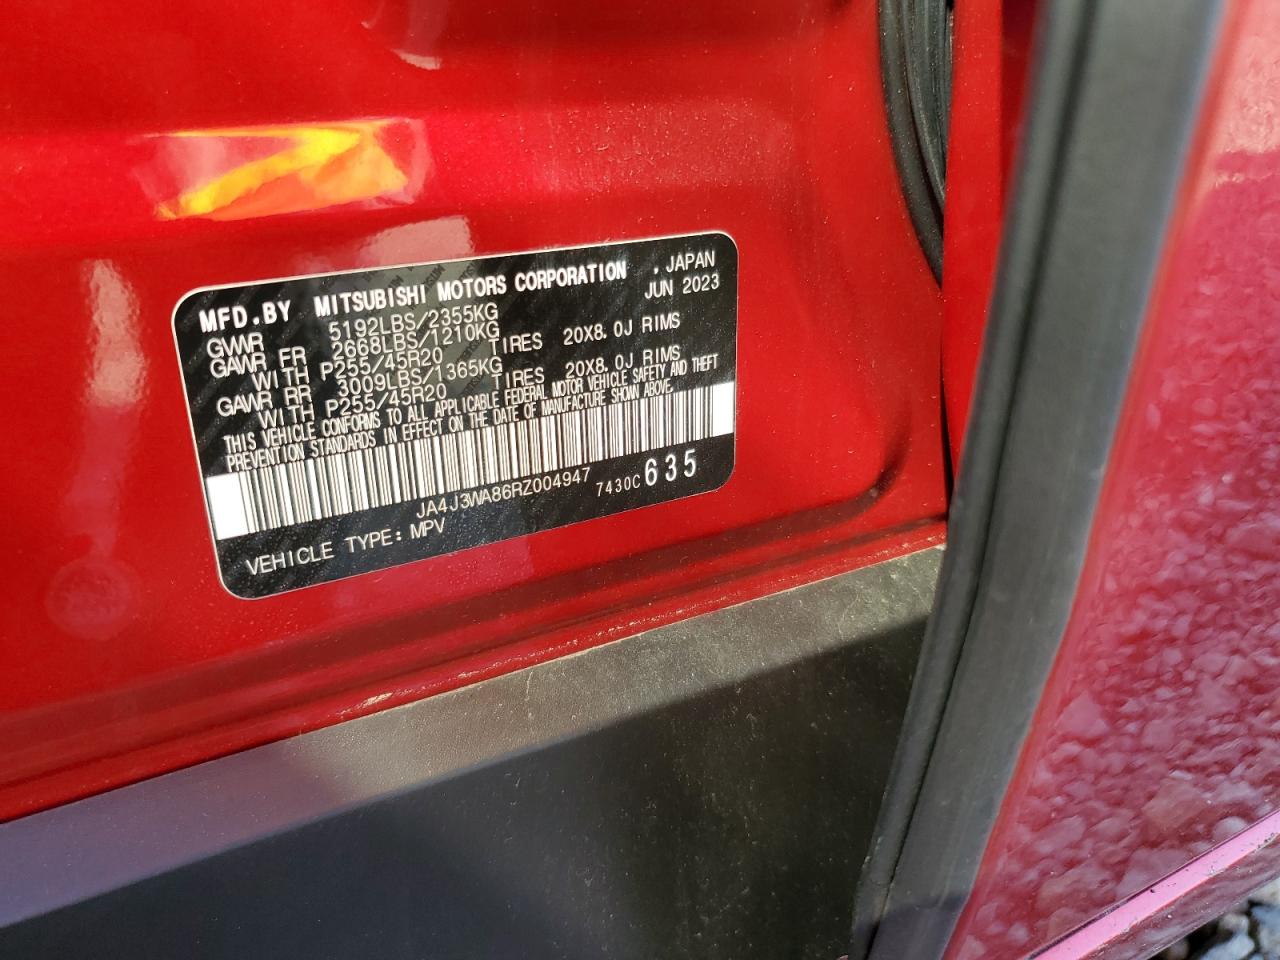 MFD.BY MITSUBISHI MOTORS CORPORATION . JAPAN
JUN 2023
GVWR 5192LBS/2355KG
GAWR FR 2668LBS/1210KG
WITH P255/45R20 TIRES 20X8.0J RIMS
GAWR RR 3009LBS/1365KG
WITH P255/45R20 TIRES 20X8.0J RIMS
THIS VEHICLE CONFORMS TO ALL APPLICABLE FEDERAL MOTOR VEHICLE SAFETY AND THEFT
PREVENTION STANDARDS IN EFFECT ON THE DATE OF MANUFACTURE SHOWN ABOVE.
JA4J3WA86RZ004947 7430C 635
VEHICLE TYPE: MPV